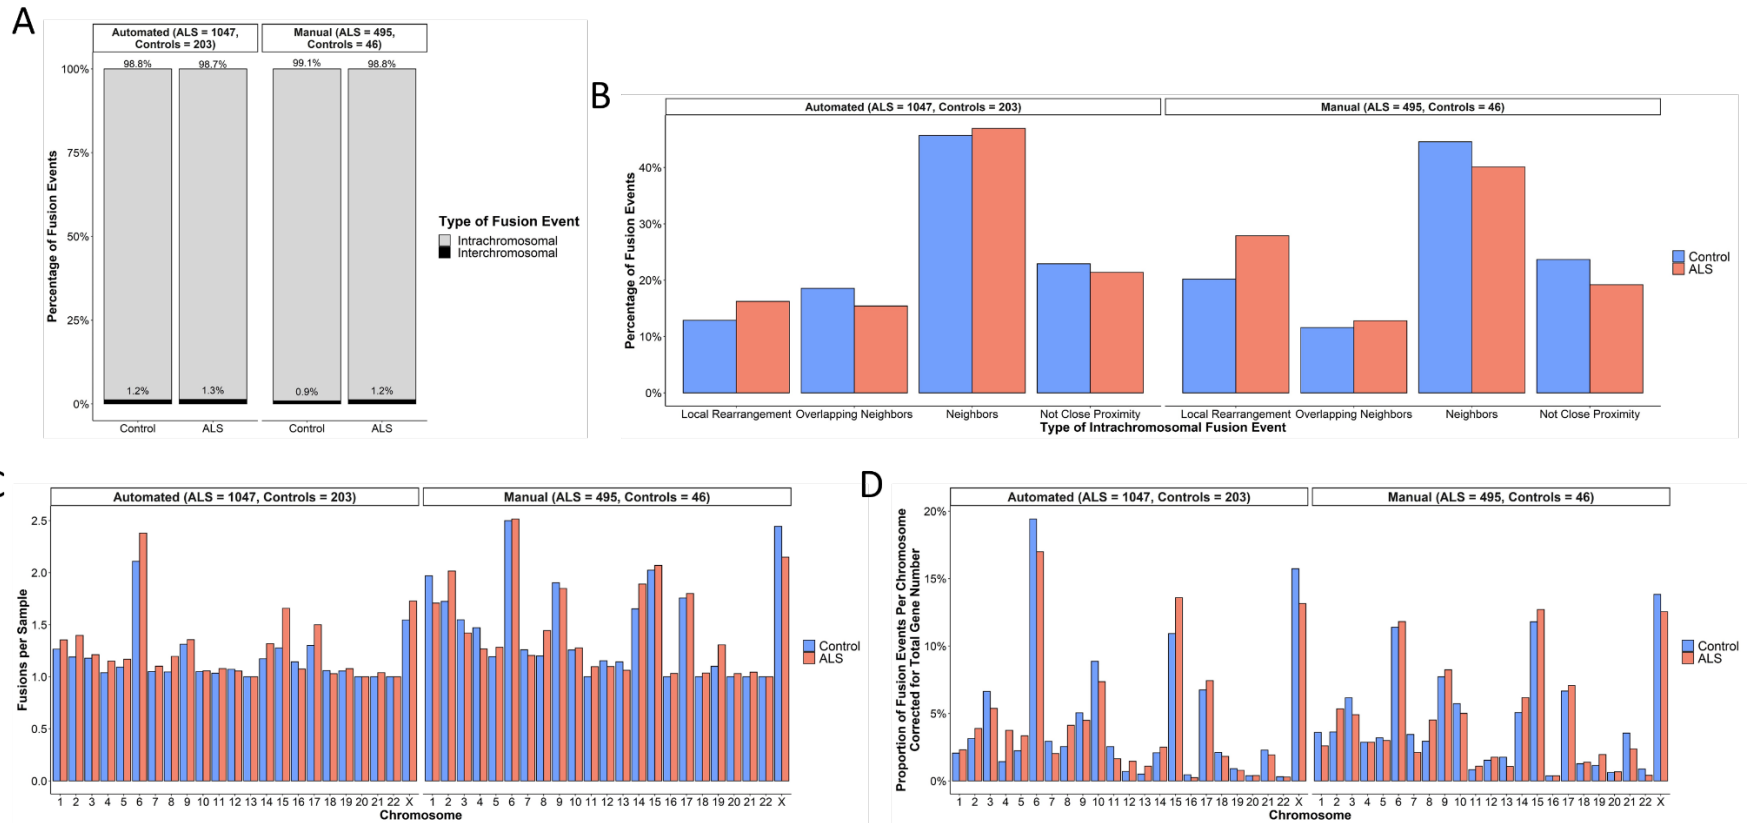 A
Automated (ALS = 1047,
Controls = 203)
Manual (ALS = 495,
Controls = 46)
98.8%
98.7%
99.1%
98.8%
100%
75%
50%
25%
0%
1.2%
1.3%
0.9%
1.2%
Control
ALS
Control
ALS
Percentage of Fusion Events
Type of Fusion Event
Intrachromosomal
Interchromosomal
B
Automated (ALS = 1047, Controls = 203)
Manual (ALS = 495, Controls = 46)
Percentage of Fusion Events
40%
30%
20%
10%
0%
Local Rearrangement
Overlapping Neighbors
Neighbors
Not Close Proximity
Local Rearrangement
Overlapping Neighbors
Neighbors
Not Close Proximity
Type of Intrachromosomal Fusion Event
Control
ALS
Automated (ALS = 1047, Controls = 203)
Manual (ALS = 495, Controls = 46)
Fusions per Sample
2.5
2.0
1.5
1.0
0.5
0.0
1 2 3 4 5 6 7 8 9 10 11 12 13 14 15 16 17 18 19 20 21 22 X
1 2 3 4 5 6 7 8 9 10 11 12 13 14 15 16 17 18 19 20 21 22 X
Chromosome
Control
ALS
D
Automated (ALS = 1047, Controls = 203)
Manual (ALS = 495, Controls = 46)
Proportion of Fusion Events Per Chromosome
Corrected for Total Gene Number
20%
15%
10%
5%
0%
1 2 3 4 5 6 7 8 9 10 11 12 13 14 15 16 17 18 19 20 21 22 X
1 2 3 4 5 6 7 8 9 10 11 12 13 14 15 16 17 18 19 20 21 22 X
Chromosome
Control
ALS